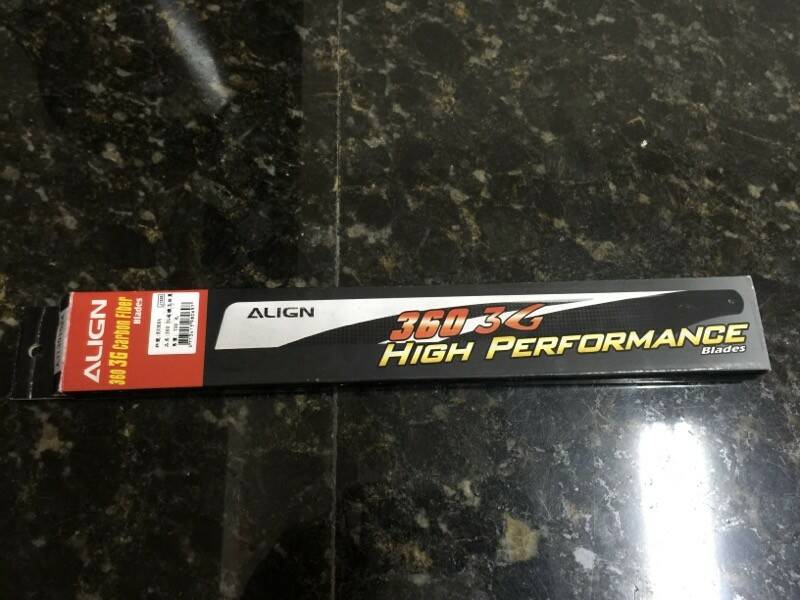 ALIGN
360 3G Carbon Fiber
Blades
ALIGN
360 3G
HIGH PERFORMANCE
Blades